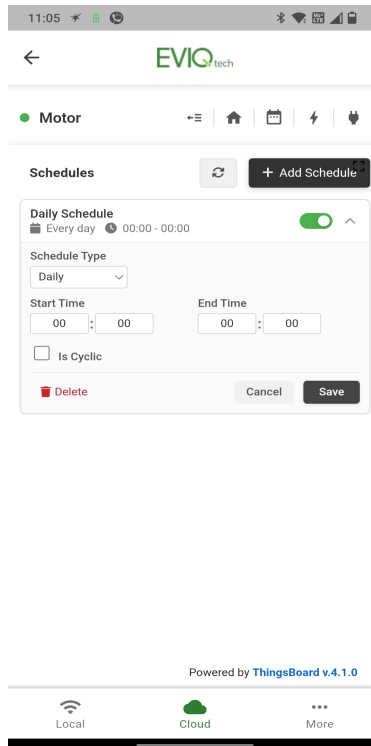 11:05
EVIQtech
Motor
Schedules
+ Add Schedule
Daily Schedule
Every day 00:00 - 00:00
Schedule Type
Daily
Start Time End Time
00 : 00 00 : 00
Is Cyclic
Delete Cancel Save
Powered by ThingsBoard v.4.1.0
Local Cloud More